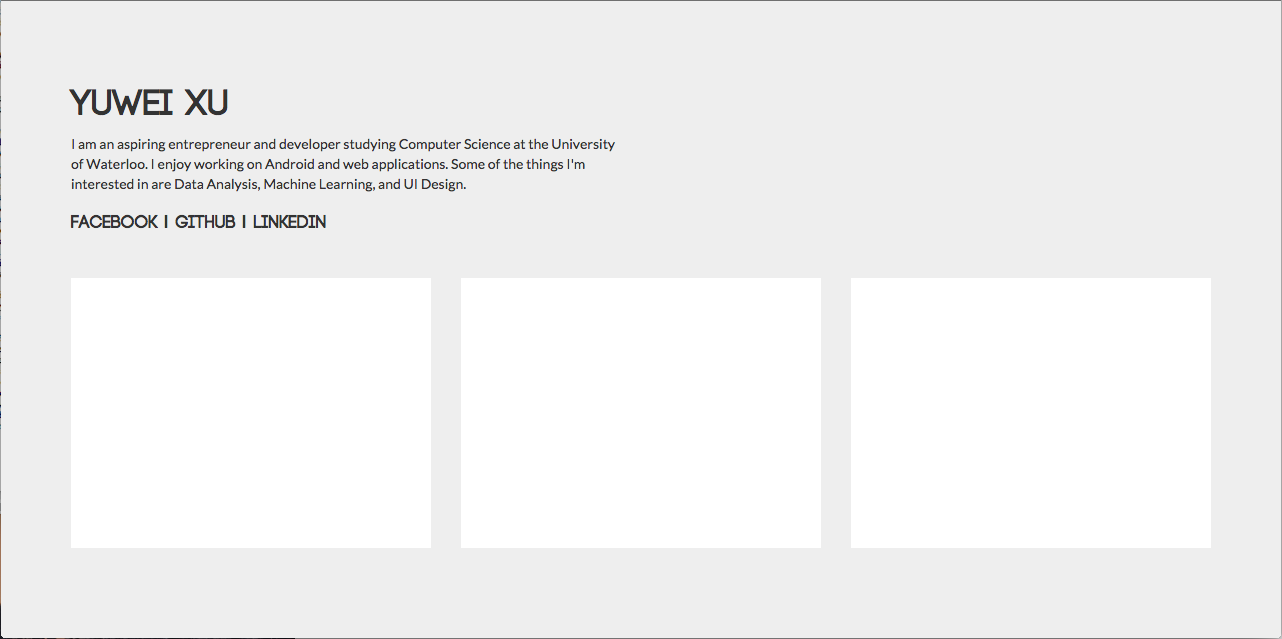 YUWEI XU
I am an aspiring entrepreneur and developer studying Computer Science at the University
of Waterloo. I enjoy working on Android and web applications. Some of the things I'm
interested in are Data Analysis, Machine Learning, and UI Design.
FACEBOOK | GITHUB | LINKEDIN